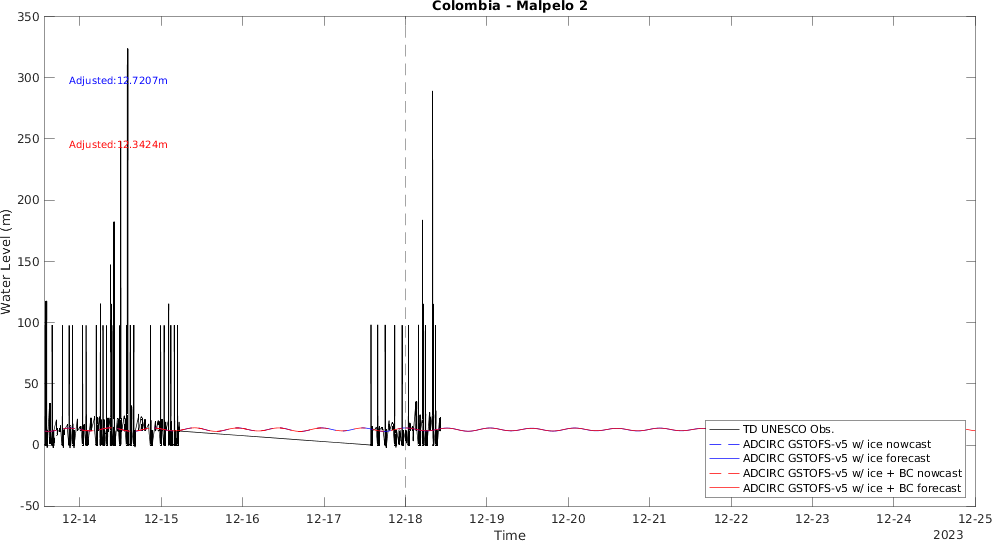 Colombia - Malpelo 2
Water Level (m)
350
300
250
200
150
100
50
0
-50
Adjusted:12.7207m
Adjusted:12.3424m
TD UNESCO Obs.
ADCIRC GSTOFS-v5 w/ ice nowcast
ADCIRC GSTOFS-v5 w/ ice forecast
ADCIRC GSTOFS-v5 w/ ice + BC nowcast
ADCIRC GSTOFS-v5 w/ ice + BC forecast
12-14 12-15 12-16 12-17 12-18 12-19 12-20 12-21 12-22 12-23 12-24 12-25
Time
2023